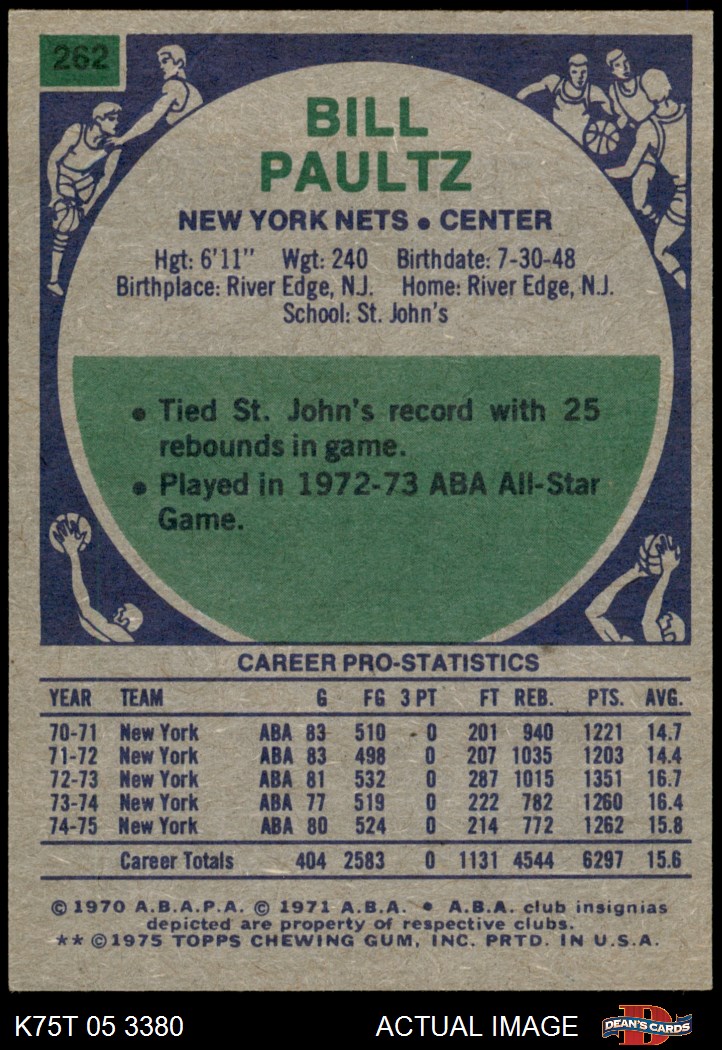 262
BILL
PAULTZ
NEW YORK NETS • CENTER
Hgt: 6'11" Wgt: 240 Birthdate: 7-30-48
Birthplace: River Edge, N.J. Home: River Edge, N.J.
School: St. John's
• Tied St. John's record with 25
rebounds in game.
• Played in 1972-73 ABA All-Star
Game.
CAREER PRO-STATISTICS
YEAR TEAM G FG 3 PT FT REB. PTS. AVG.
70-71 New York ABA 83 510 0 201 940 1221 14.7
71-72 New York ABA 83 498 0 207 1035 1203 14.4
72-73 New York ABA 81 532 0 287 1015 1351 16.7
73-74 New York ABA 77 519 0 222 782 1260 16.4
74-75 New York ABA 80 524 0 214 772 1262 15.8
Career Totals 404 2583 0 1131 4544 6297 15.6
© 1970 A.B.A.P.A. © 1971 A.B.A. • A.B.A. club insignias
depicted are property of respective clubs.
** © 1975 TOPPS CHEWING GUM, INC. PRTD. IN U.S.A.
K75T 05 3380 ACTUAL IMAGE D DEAN'S CARDS